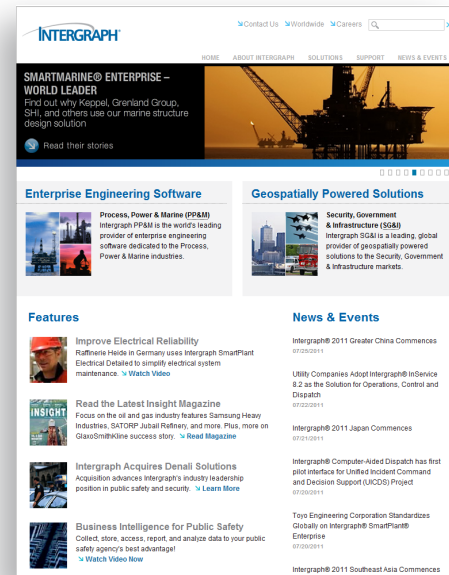 INTERGRAPH®
Contact Us Worldwide Careers
HOME ABOUT INTERGRAPH SOLUTIONS SUPPORT NEWS & EVENTS
SMARTMARINE® ENTERPRISE –
WORLD LEADER
Find out why Keppel, Grenland Group,
SHI, and others use our marine structure
design solution
Read their stories
Enterprise Engineering Software
Process, Power & Marine (PP&M)
Intergraph PP&M is the world's leading
provider of enterprise engineering
software dedicated to the Process,
Power & Marine industries.
Geospatially Powered Solutions
Security, Government
& Infrastructure (SG&I)
Intergraph SG&I is a leading, global
provider of geospatially powered
solutions to the Security, Government
& Infrastructure markets.
Features
Improve Electrical Reliability
Raffinerie Heide in Germany uses Intergraph SmartPlant
Electrical Detailed to simplify electrical system
maintenance. Watch Video
INSIGHT
Read the Latest Insight Magazine
Focus on the oil and gas industry features Samsung Heavy
Industries, SATORP Jubail Refinery, and more. Plus, more on
GlaxoSmithKline success story. Read Magazine
Intergraph Acquires Denali Solutions
Acquisition advances Intergraph's industry leadership
position in public safety and security. Learn More
Business Intelligence for Public Safety
Collect, store, access, report, and analyze data to your public
safety agency's best advantage!
Watch Video Now
News & Events
Intergraph® 2011 Greater China Commences
07/25/2011
Utility Companies Adopt Intergraph® InService
8.2 as the Solution for Operations, Control and
Dispatch
07/22/2011
Intergraph® 2011 Japan Commences
07/21/2011
Intergraph® Computer-Aided Dispatch has first
pilot interface for Unified Incident Command
and Decision Support (UICDS) Project
07/20/2011
Toyo Engineering Corporation Standardizes
Globally on Intergraph® SmartPlant®
Enterprise
07/20/2011
Intergraph® 2011 Southeast Asia Commences